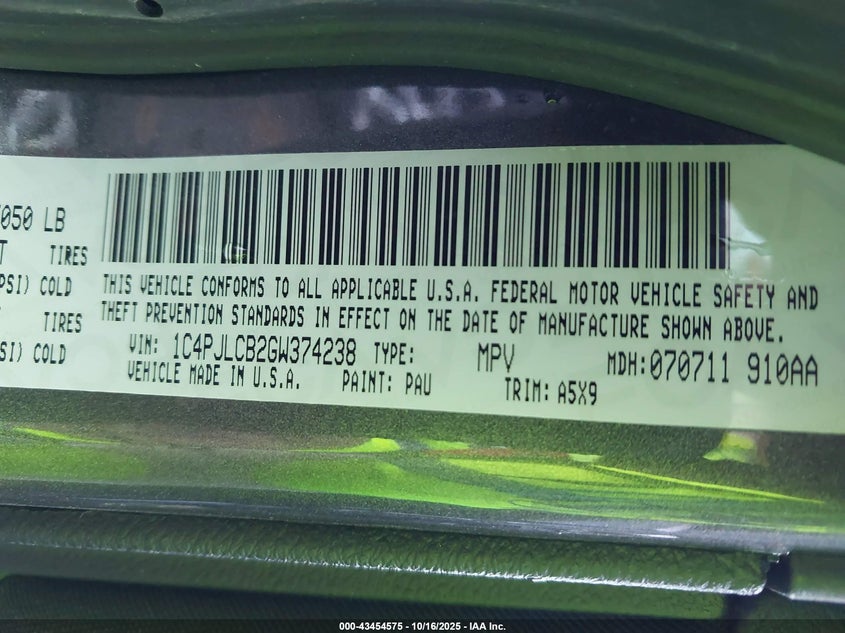 050 LB
TIRES
PSI) COLD
TIRES
SI) COLD
THIS VEHICLE CONFORMS TO ALL APPLICABLE U.S.A. FEDERAL MOTOR VEHICLE SAFETY AND
THEFT PREVENTION STANDARDS IN EFFECT ON THE DATE OF MANUFACTURE SHOWN ABOVE.
VIN: 1C4PJLCB2GW374238 TYPE: MPV MDH:070711 910AA
VEHICLE MADE IN U.S.A. PAINT: PAU TRIM: A5X9
000-43454575 - 10/16/2025 - IAA Inc.